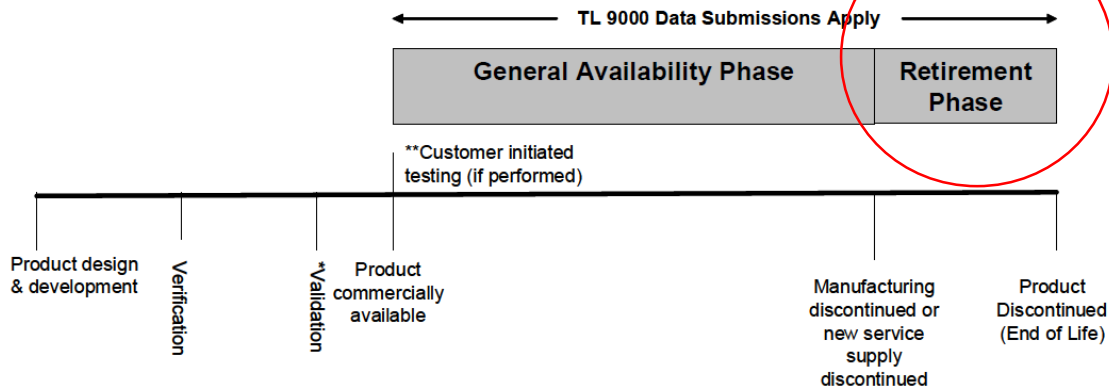 TL 9000 Data Submissions Apply
General Availability Phase
Retirement
Phase
**Customer initiated
testing (if performed)
Product design
& development
Verification
*Validation
Product
commercially
available
Manufacturing
discontinued or
new service
supply
discontinued
Product
Discontinued
(End of Life)